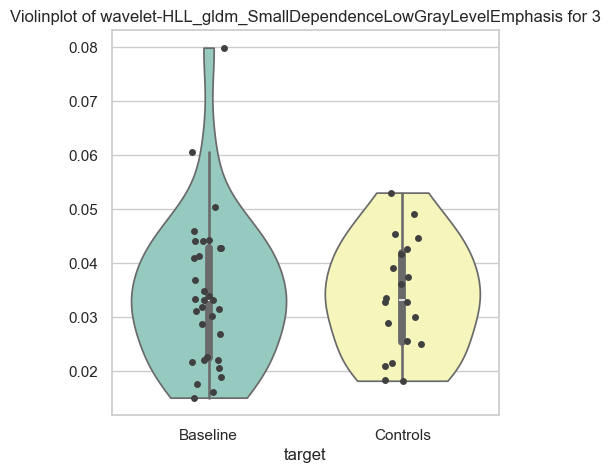 Violinplot of wavelet-HLL_gldm_SmallDependenceLowGrayLevelEmphasis for 3
0.08
0.07
0.06
0.05
0.04
0.03
0.02
Baseline
Controls
target